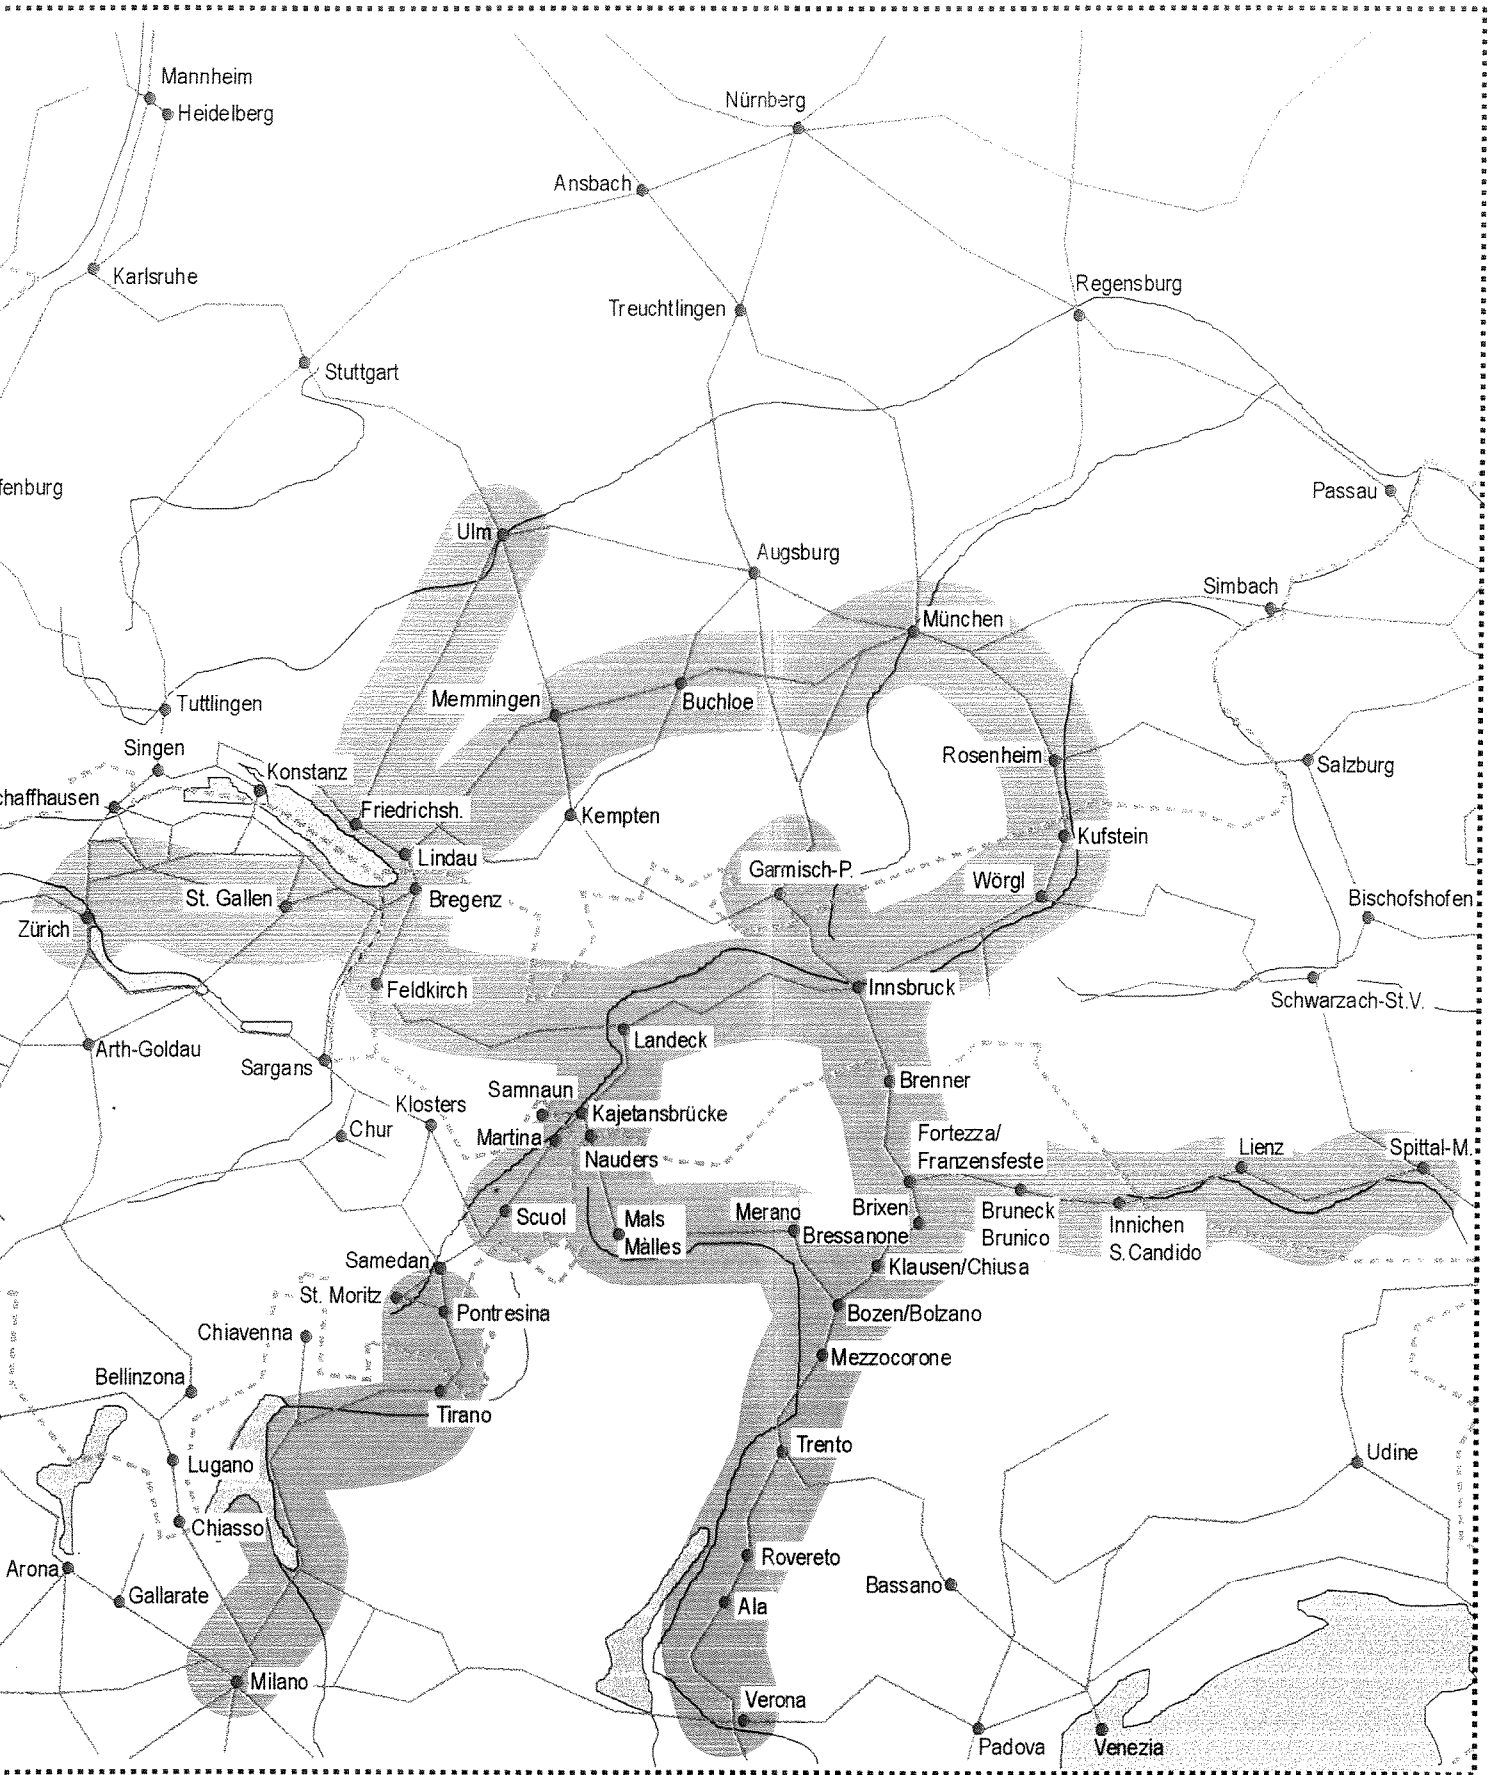 Mannheim
Heidelberg
Nürnberg
Ansbach
Karlsruhe
Treuchtlingen
Regensburg
Stuttgart
fenburg
Passau
Ulm
Augsburg
Simbach
München
Memmingen
Buchloe
Tuttlingen
Singen
Konstanz
Rosenheim
Salzburg
chaffhausen
Friedrichsh.
Kempten
Kufstein
Lindau
Garmisch-P.
Wörgl
St. Gallen
Bregenz
Bischofshofen
Zürich
Feldkirch
Innsbruck
Schwarzach-St.V.
Arth-Goldau
Landeck
Sargans
Brenner
Samnaun
Klosters
Kajetansbrücke
Chur
Martina
Fortezza/
Franzensfeste
Lienz
Spittal-M.
Nauders
Scuol
Mals
Màlles
Merano
Brixen
Bressanone
Bruneck
Brunico
Innichen
S.Candido
Samedan
Klausen/Chiusa
St. Moritz
Pontresina
Bozen/Bolzano
Chiavenna
Mezzocorone
Bellinzona
Tirano
Trento
Lugano
Udine
Chiasso
Arona
Rovereto
Bassano
Gallarate
Ala
Milano
Verona
Padova
Venezia